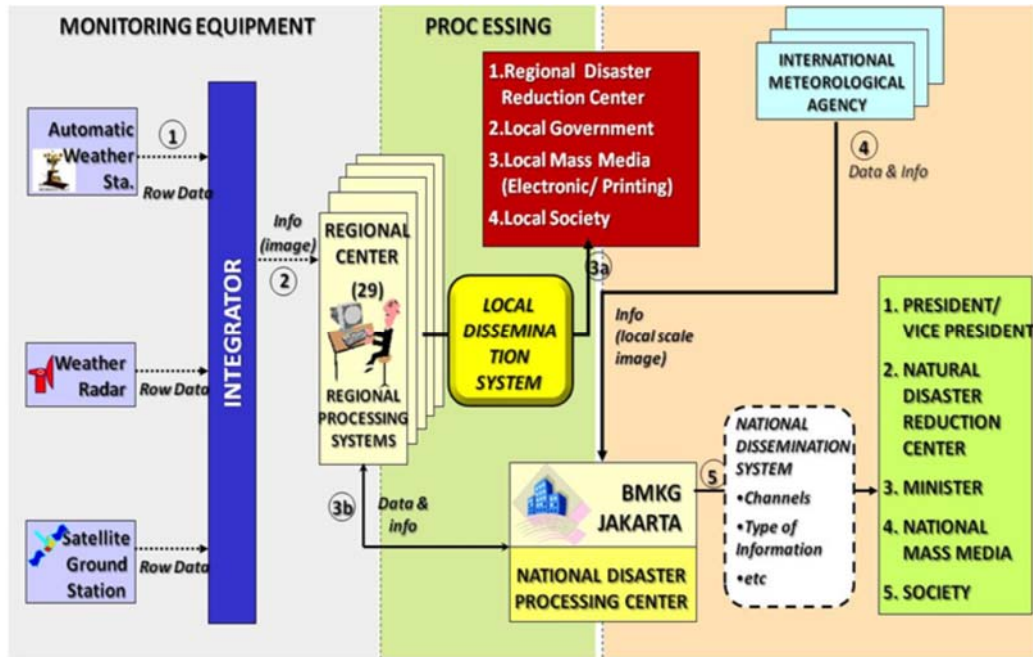 MONITORING EQUIPMENT
PROC ESSING
Automatic
Weather
Sta.
1
Row Data
Weather
Radar
Row Data
Satellite
Ground
Station
Row Data
INTEGRATOR
Info
(image)
2
REGIONAL
CENTER
(29)
REGIONAL
PROCESSING
SYSTEMS
3b
Data &
info
LOCAL
DISSEMINA
TION
SYSTEM
3a
1.Regional Disaster
Reduction Center
2.Local Government
3.Local Mass Media
(Electronic/ Printing)
4.Local Society
INTERNATIONAL
METEOROLOGICAL
AGENCY
4
Data & Info
Info
(local scale
image)
BMKG
JAKARTA
NATIONAL DISASTER
PROCESSING CENTER
5
NATIONAL
DISSEMINATION
SYSTEM
•Channels
•Type of
Information
•etc
1. PRESIDENT/
VICE PRESIDENT
2. NATURAL
DISASTER
REDUCTION
CENTER
3. MINISTER
4. NATIONAL
MASS MEDIA
5. SOCIETY